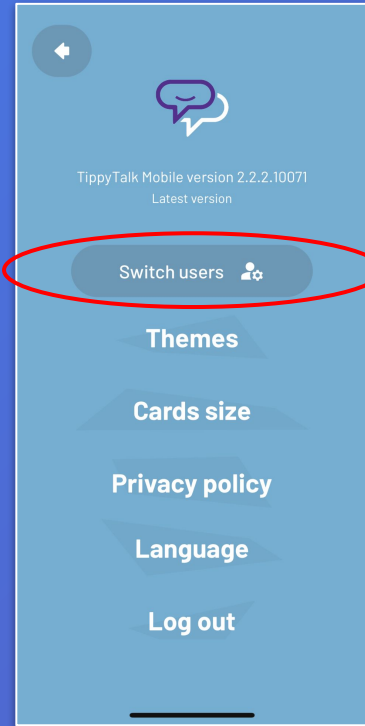 TippyTalk Mobile version 2.2.2.10071
Latest version
Switch users
Themes
Cards size
Privacy policy
Language
Log out